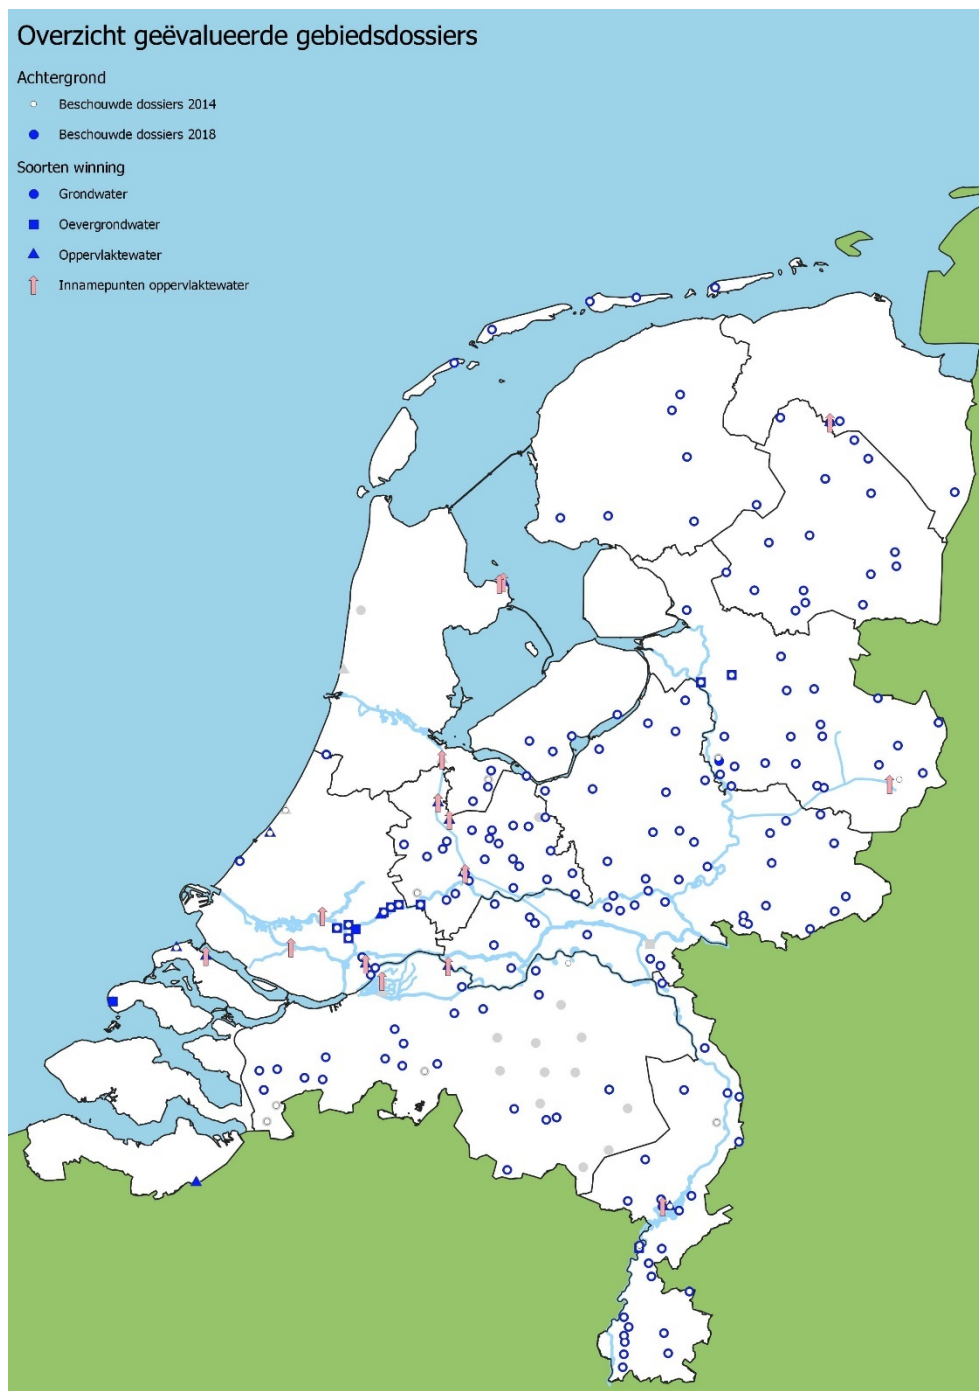 Overzicht geëvalueerde gebiedsdossiers
Achtergrond
Beschouwde dossiers 2014
Beschouwde dossiers 2018
Soorten winning
Grondwater
Oevergrondwater
Oppervlaktewater
Innamepunten oppervlaktewater